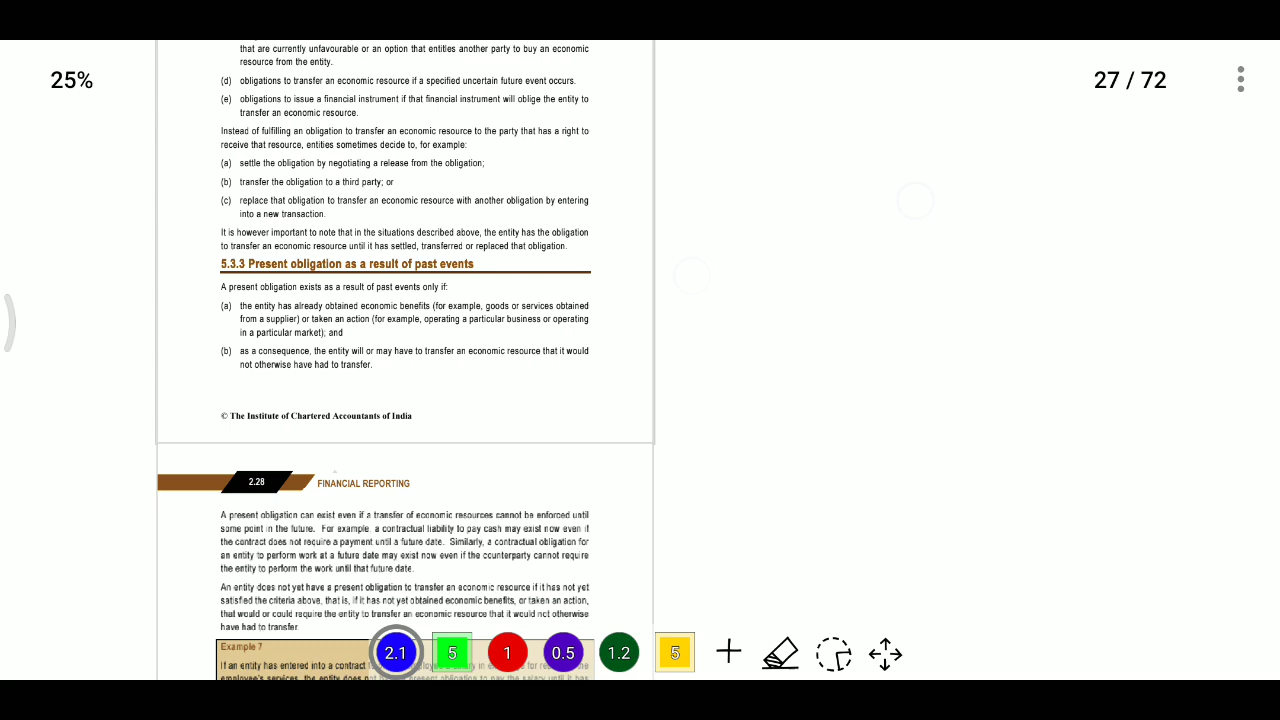 25%
27 / 72
that are currently unfavourable or an option that entitles another party to buy an economic
resource from the entity.
(d) obligations to transfer an economic resource if a specified uncertain future event occurs.
(e) obligations to issue a financial instrument if that financial instrument will oblige the entity to
transfer an economic resource.
Instead of fulfilling an obligation to transfer an economic resource to the party that has a right to
receive that resource, entities sometimes decide to, for example:
(a) settle the obligation by negotiating a release from the obligation;
(b) transfer the obligation to a third party; or
(c) replace that obligation to transfer an economic resource with another obligation by entering
into a new transaction.
It is however important to note that in the situations described above, the entity has the obligation
to transfer an economic resource until it has settled, transferred or replaced that obligation.
5.3.3 Present obligation as a result of past events
A present obligation exists as a result of past events only if:
(a) the entity has already obtained economic benefits (for example, goods or services obtained
from a supplier) or taken an action (for example, operating a particular business or operating
in a particular market); and
(b) as a consequence, the entity will or may have to transfer an economic resource that it would
not otherwise have had to transfer.
© The Institute of Chartered Accountants of India
2.28 FINANCIAL REPORTING
A present obligation can exist even if a transfer of economic resources cannot be enforced until
some point in the future. For example, a contractual liability to pay cash may exist now even if
the contract does not require a payment until a future date. Similarly, a contractual obligation for
an entity to perform work at a future date may exist now even if the counterparty cannot require
the entity to perform the work until that future date.
An entity does not yet have a present obligation to transfer an economic resource if it has not yet
satisfied the criteria above, that is, if it has not yet obtained economic benefits, or taken an action,
that would or could require the entity to transfer an economic resource that it would not otherwise
have had to transfer.
Example 7
If an entity has entered into a contract
employee's services, the entity does present obligation to pay the salary until it has
2.1 5 1 0.5 1.2 5